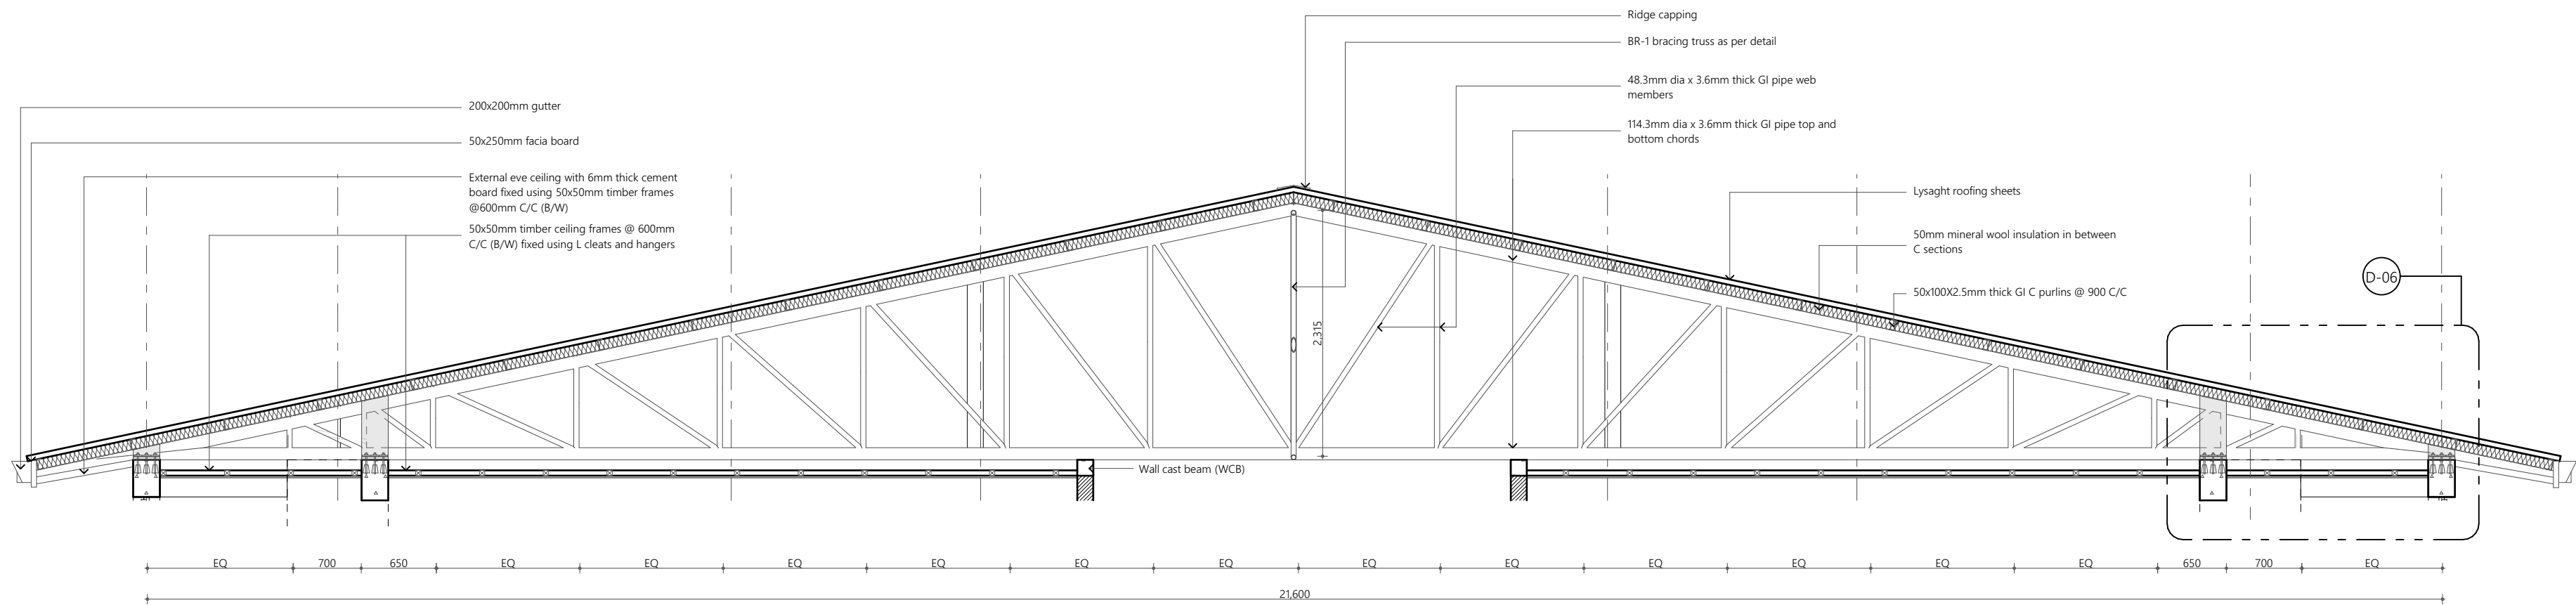 Ridge capping
BR-1 bracing truss as per detail
48.3mm dia x 3.6mm thick GI pipe web
members
114.3mm dia x 3.6mm thick GI pipe top and
bottom chords
200x200mm gutter
50x250mm facia board
External eve ceiling with 6mm thick cement
board fixed using 50x50mm timber frames
@600mm C/C (B/W)
50x50mm timber ceiling frames @ 600mm
C/C (B/W) fixed using L cleats and hangers
Lysaght roofing sheets
50mm mineral wool insulation in between
C sections
50x100X2.5mm thick GI C purlins @ 900 C/C
D-06
2,315
Wall cast beam (WCB)
EQ 700 650 EQ EQ EQ EQ EQ EQ EQ EQ EQ EQ EQ 650 700 EQ
21,600